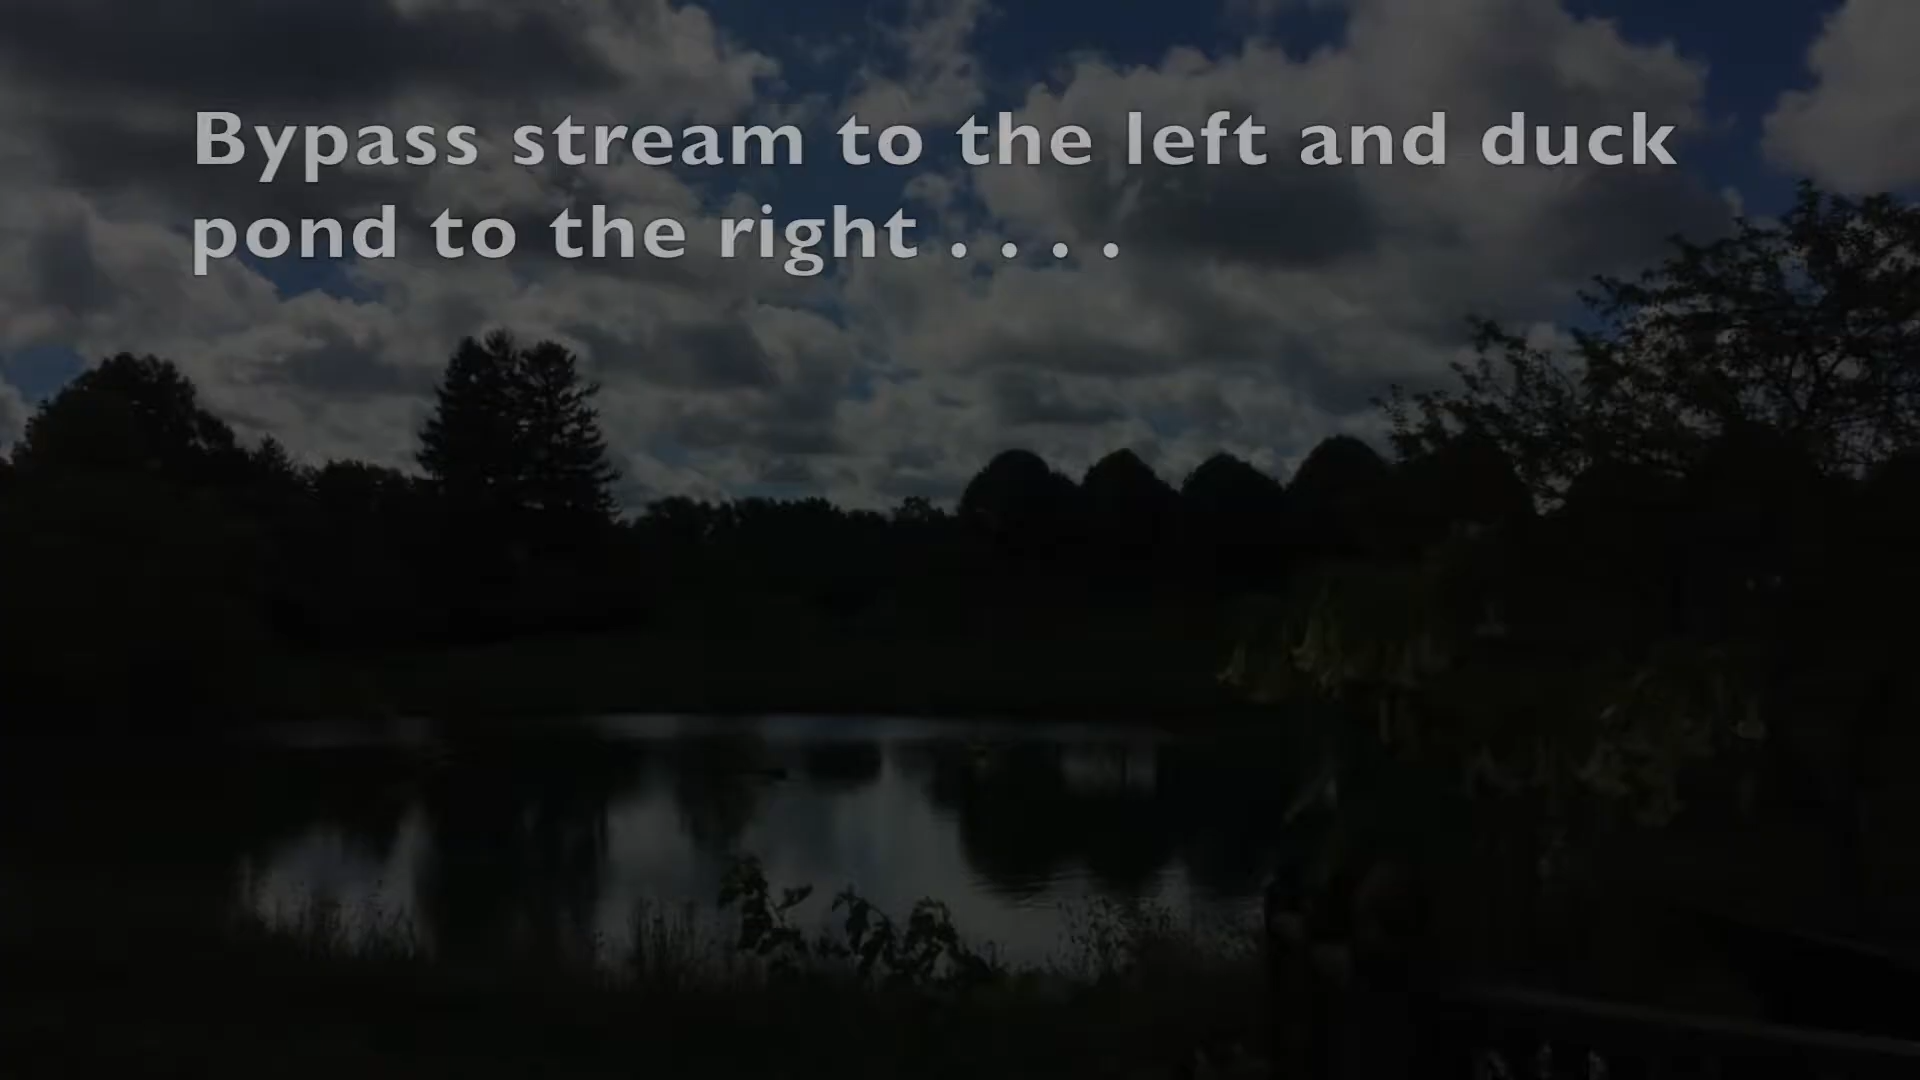 Bypass stream to the left and duck
pond to the right . . . .